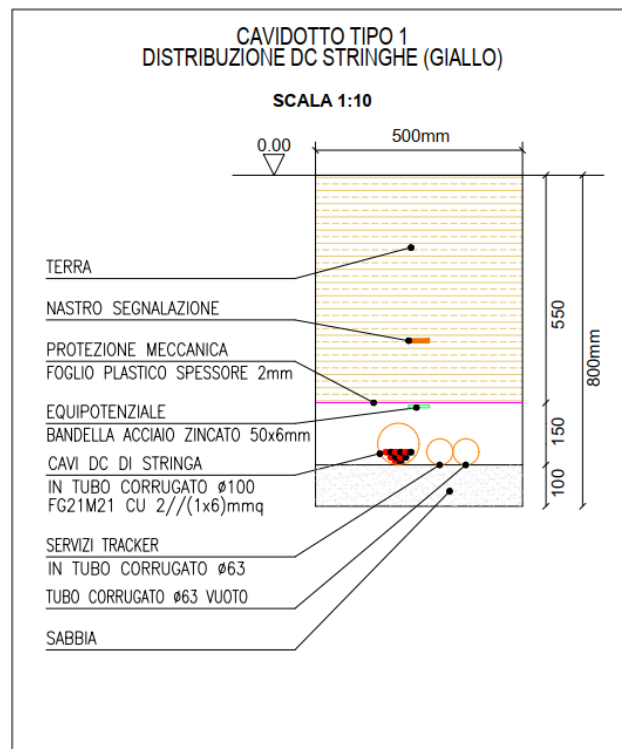 CAVIDOTTO TIPO 1
DISTRIBUZIONE DC STRINGHE (GIALLO)
SCALA 1:10
0.00
500mm
TERRA
NASTRO SEGNALAZIONE
PROTEZIONE MECCANICA
FOGLIO PLASTICO SPESSORE 2mm
EQUIPOTENZIALE
BANDELLA ACCIAIO ZINCATO 50x6mm
CAVI DC DI STRINGA
IN TUBO CORRUGATO ø100
FG21M21 CU 2//(1x6)mmq
SERVIZI TRACKER
IN TUBO CORRUGATO ø63
TUBO CORRUGATO ø63 VUOTO
SABBIA
550
150
100
800mm